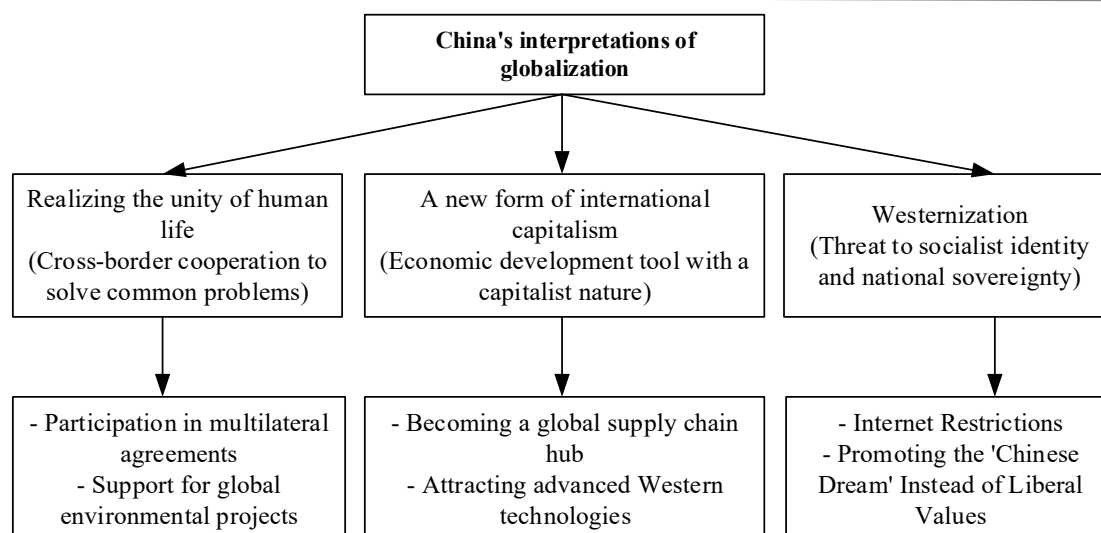 China's interpretations of
globalization
Realizing the unity of human
life
(Cross-border cooperation to
solve common problems)
A new form of international
capitalism
(Economic development tool with a
capitalist nature)
Westernization
(Threat to socialist identity
and national sovereignty)
- Participation in multilateral
agreements
- Support for global
environmental projects
- Becoming a global supply chain
hub
- Attracting advanced Western
technologies
- Internet Restrictions
- Promoting the 'Chinese
Dream' Instead of Liberal
Values